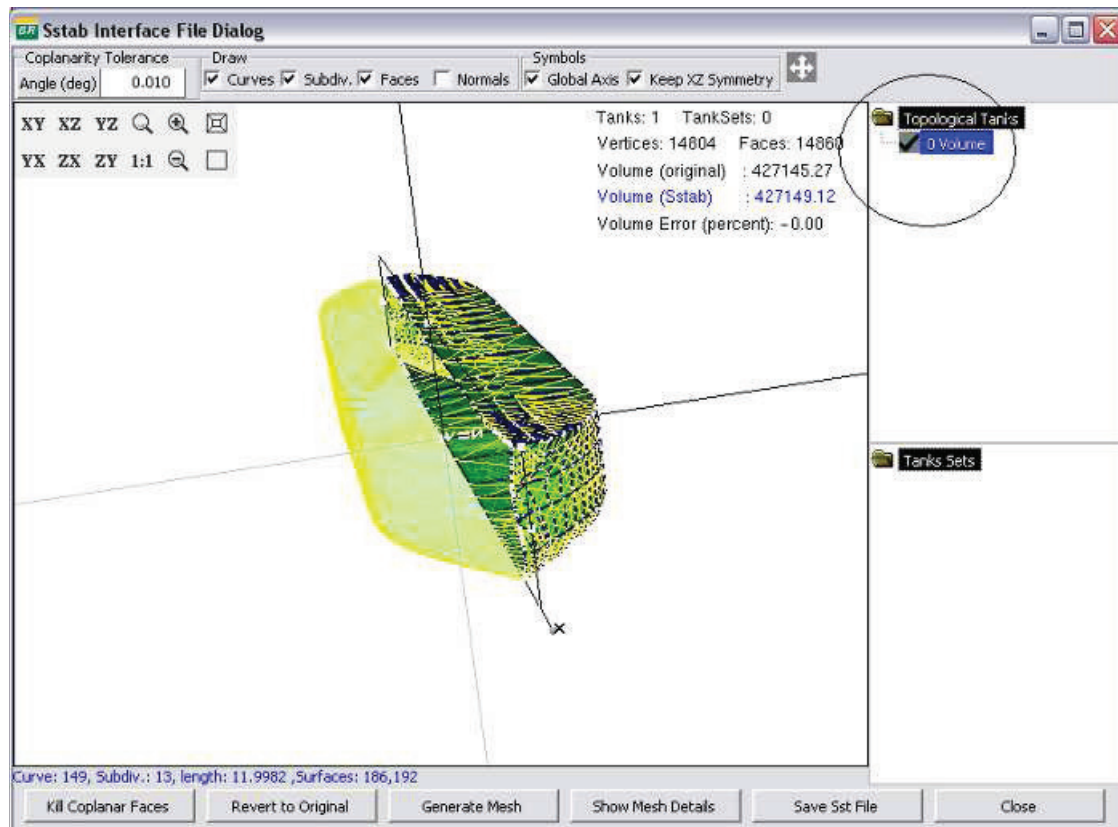 BR Sstab Interface File Dialog
Coplanarity Tolerance Draw Symbols
Angle (deg) 0.010 Curves Subdiv. Faces Normals Global Axis Keep XZ Symmetry
XY XZ YZ
YX ZX ZY 1:1
Tanks: 1 TankSets: 0
Vertices: 14804 Faces: 14860
Volume (original) : 427145.27
Volume (Sstab) : 427149.12
Volume Error (percent): -0.00
Topological Tanks
0 Volume
Tanks Sets
x
Curve: 149, Subdiv.: 13, length: 11.9982 ,Surfaces: 186,192
Kill Coplanar Faces Revert to Original Generate Mesh Show Mesh Details Save Sst File Close